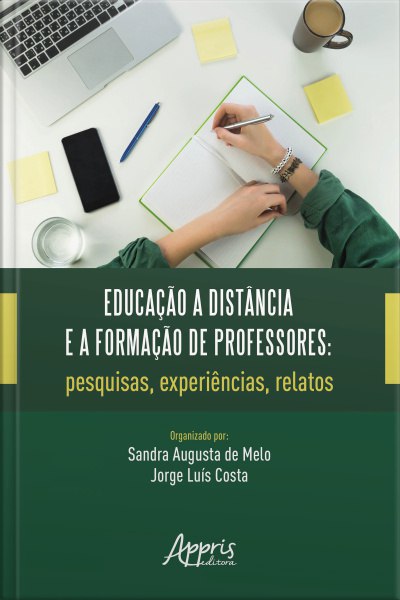 EDUCAÇÃO A DISTÂNCIA
E A FORMAÇÃO DE PROFESSORES:
pesquisas, experiências, relatos
Organizado por:
Sandra Augusta de Melo
Jorge Luís Costa
Appris
editora